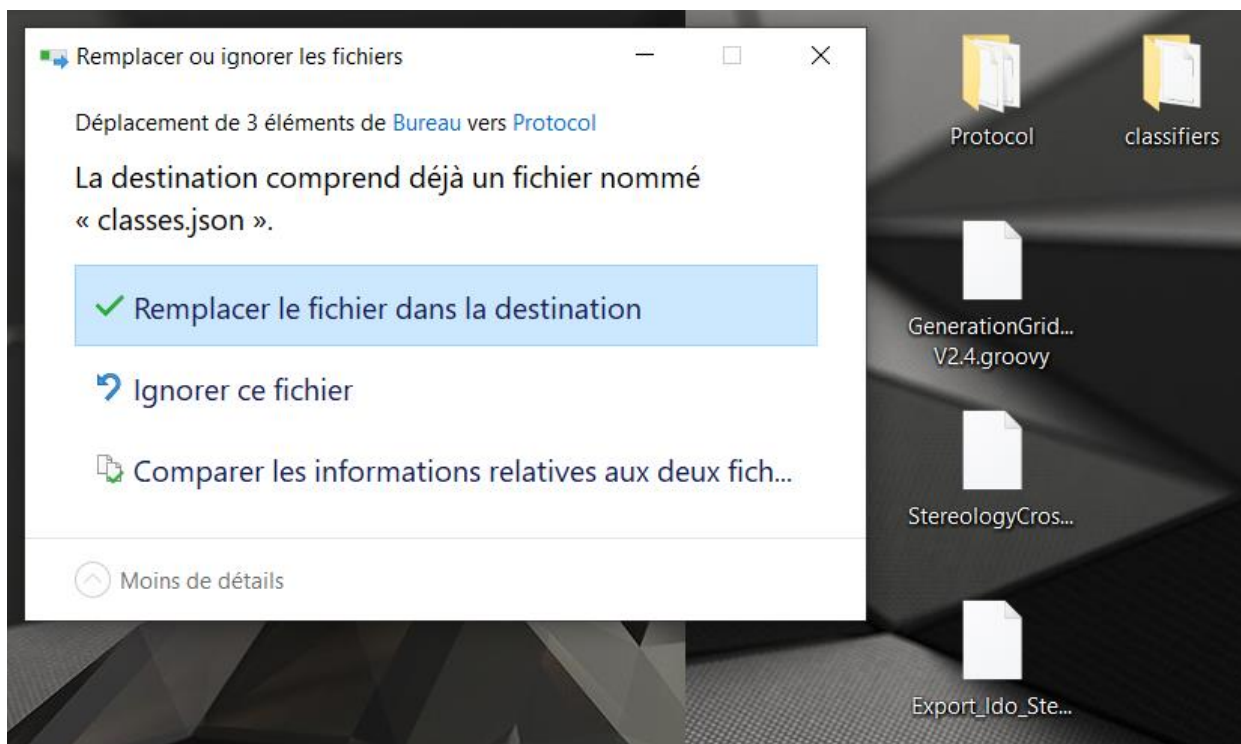 Remplacer ou ignorer les fichiers
Déplacement de 3 éléments de Bureau vers Protocol
La destination comprend déjà un fichier nommé
« classes.json ».
Remplacer le fichier dans la destination
Ignorer ce fichier
Comparer les informations relatives aux deux fich...
Moins de détails
Protocol
classifiers
GenerationGrid...
V2.4.groovy
StereologyCros...
Export_Ido_Ste...